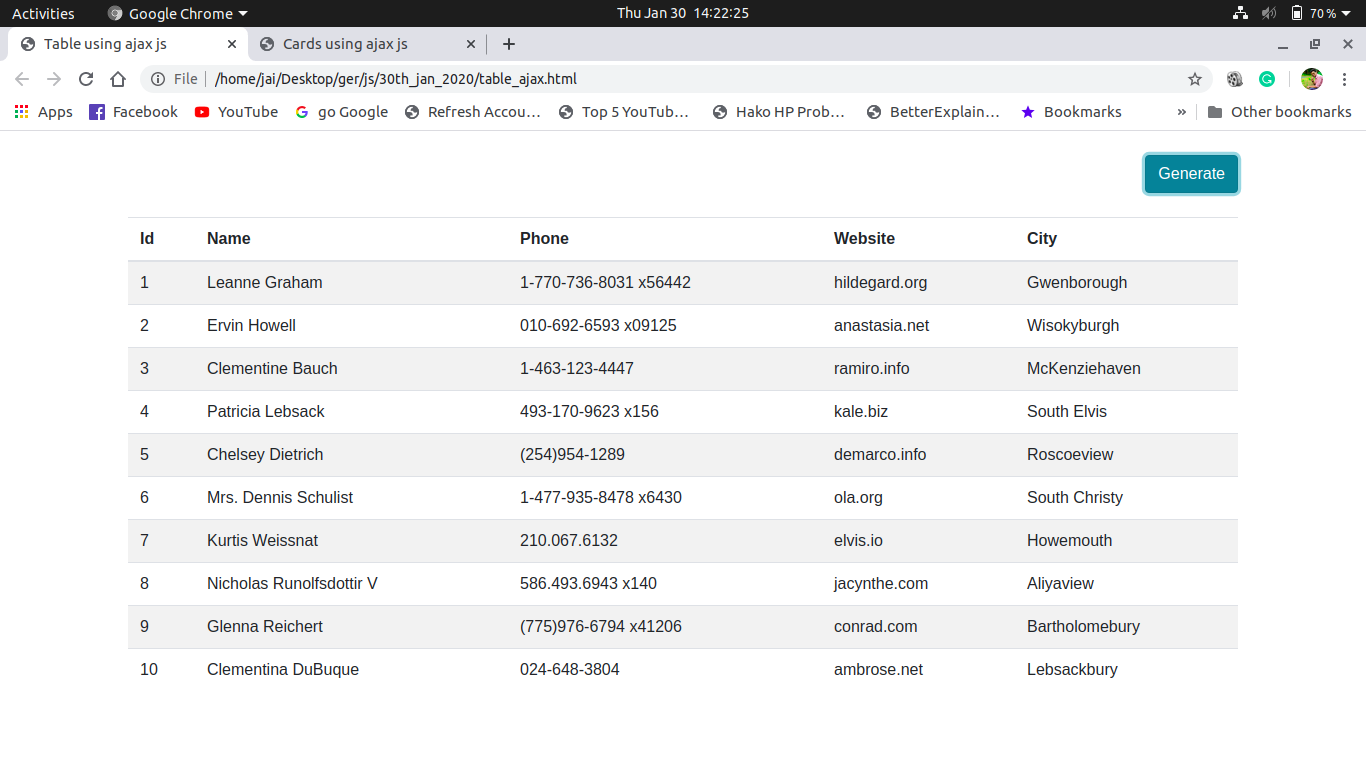 Activities Google Chrome Thu Jan 30 14:22:25 70%
Table using ajax js Cards using ajax js
File /home/jai/Desktop/ger/js/30th_jan_2020/table_ajax.html
Apps Facebook YouTube go Google Refresh Accou... Top 5 YouTub... Hako HP Prob... BetterExplain... Bookmarks » Other bookmarks
Generate
Id Name Phone Website City
1 Leanne Graham 1-770-736-8031 x56442 hildegard.org Gwenborough
2 Ervin Howell 010-692-6593 x09125 anastasia.net Wisokyburgh
3 Clementine Bauch 1-463-123-4447 ramiro.info McKenziehaven
4 Patricia Lebsack 493-170-9623 x156 kale.biz South Elvis
5 Chelsey Dietrich (254)954-1289 demarco.info Roscoeview
6 Mrs. Dennis Schulist 1-477-935-8478 x6430 ola.org South Christy
7 Kurtis Weissnat 210.067.6132 elvis.io Howemouth
8 Nicholas Runolfsdottir V 586.493.6943 x140 jacynthe.com Aliyaview
9 Glenna Reichert (775)976-6794 x41206 conrad.com Bartholomebury
10 Clementina DuBuque 024-648-3804 ambrose.net Lebsackbury